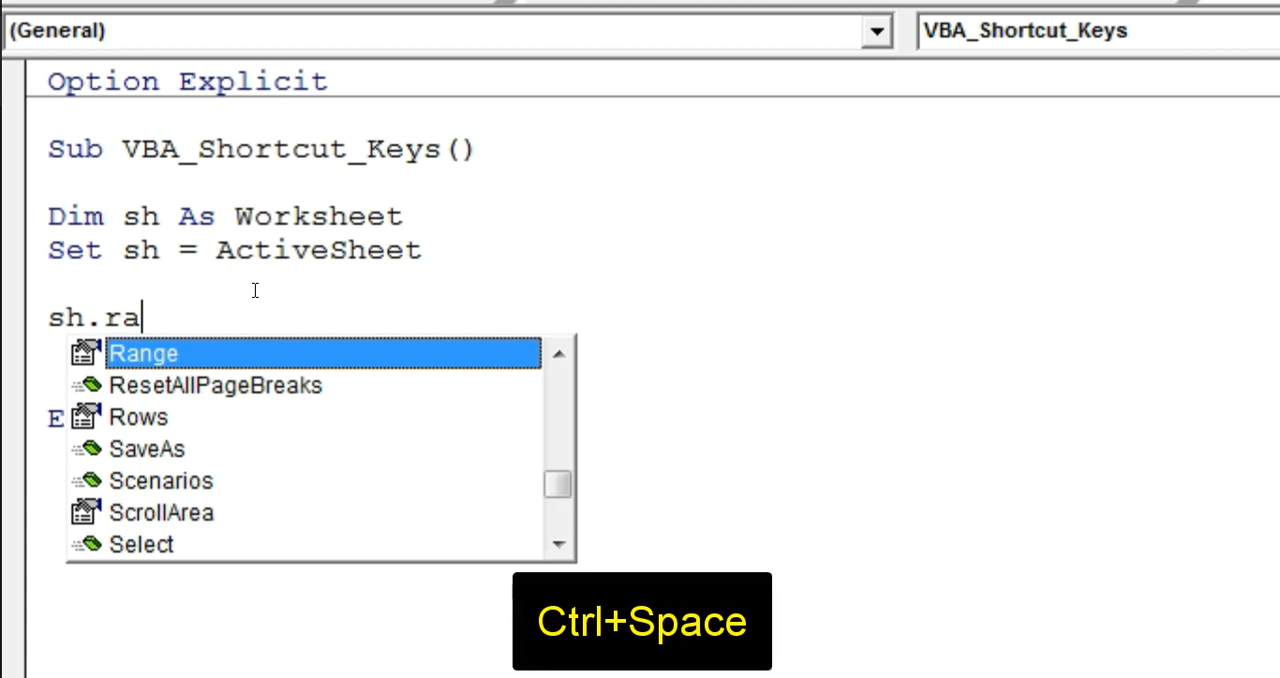 (General)
VBA_Shortcut_Keys
Option Explicit
Sub VBA_Shortcut_Keys()
Dim sh As Worksheet
Set sh = ActiveSheet
sh.ra
Range
ResetAllPageBreaks
E
Rows
SaveAs
Scenarios
ScrollArea
Select
Ctrl+Space